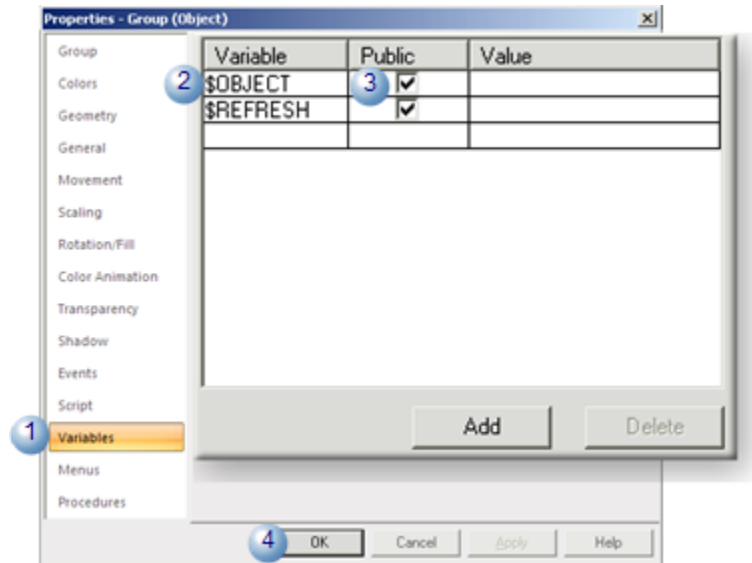 Properties - Group (Object)
Group
Colors
Geometry
General
Movement
Scaling
Rotation/Fill
Color Animation
Transparency
Shadow
Events
Script
1 Variables
Menus
Procedures
Variable Public Value
2 $OBJECT 3
$REFRESH
Add Delete
4 OK Cancel Apply Help